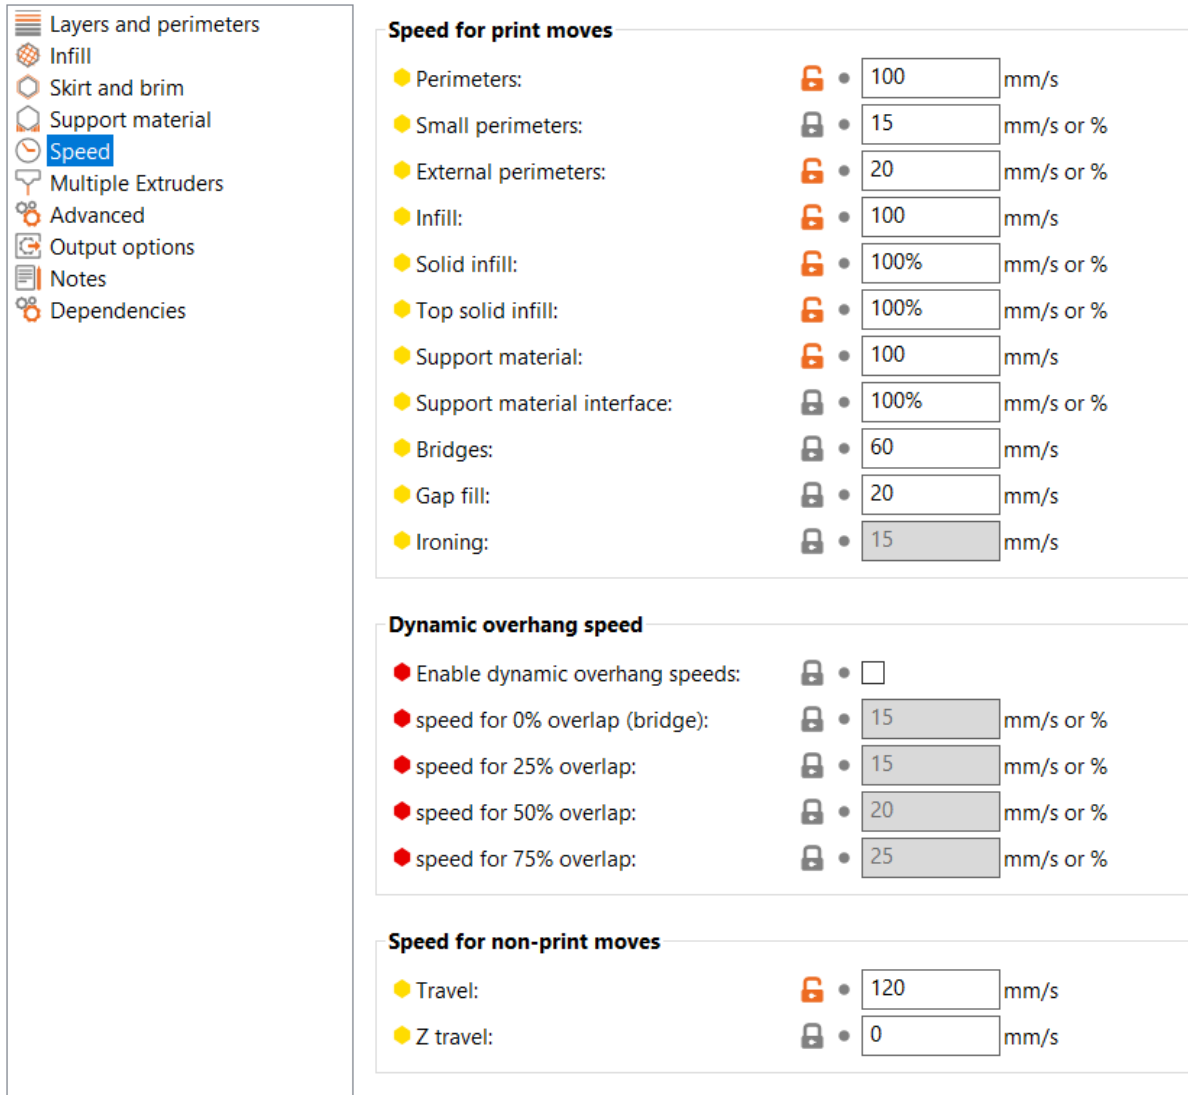 Layers and perimeters
Infill
Skirt and brim
Support material
Speed
Multiple Extruders
Advanced
Output options
Notes
Dependencies
Speed for print moves
Perimeters: 100 mm/s
Small perimeters: 15 mm/s or %
External perimeters: 20 mm/s or %
Infill: 100 mm/s
Solid infill: 100% mm/s or %
Top solid infill: 100% mm/s or %
Support material: 100 mm/s
Support material interface: 100% mm/s or %
Bridges: 60 mm/s
Gap fill: 20 mm/s
Ironing: 15 mm/s
Dynamic overhang speed
Enable dynamic overhang speeds:
speed for 0% overlap (bridge): 15 mm/s or %
speed for 25% overlap: 15 mm/s or %
speed for 50% overlap: 20 mm/s or %
speed for 75% overlap: 25 mm/s or %
Speed for non-print moves
Travel: 120 mm/s
Z travel: 0 mm/s